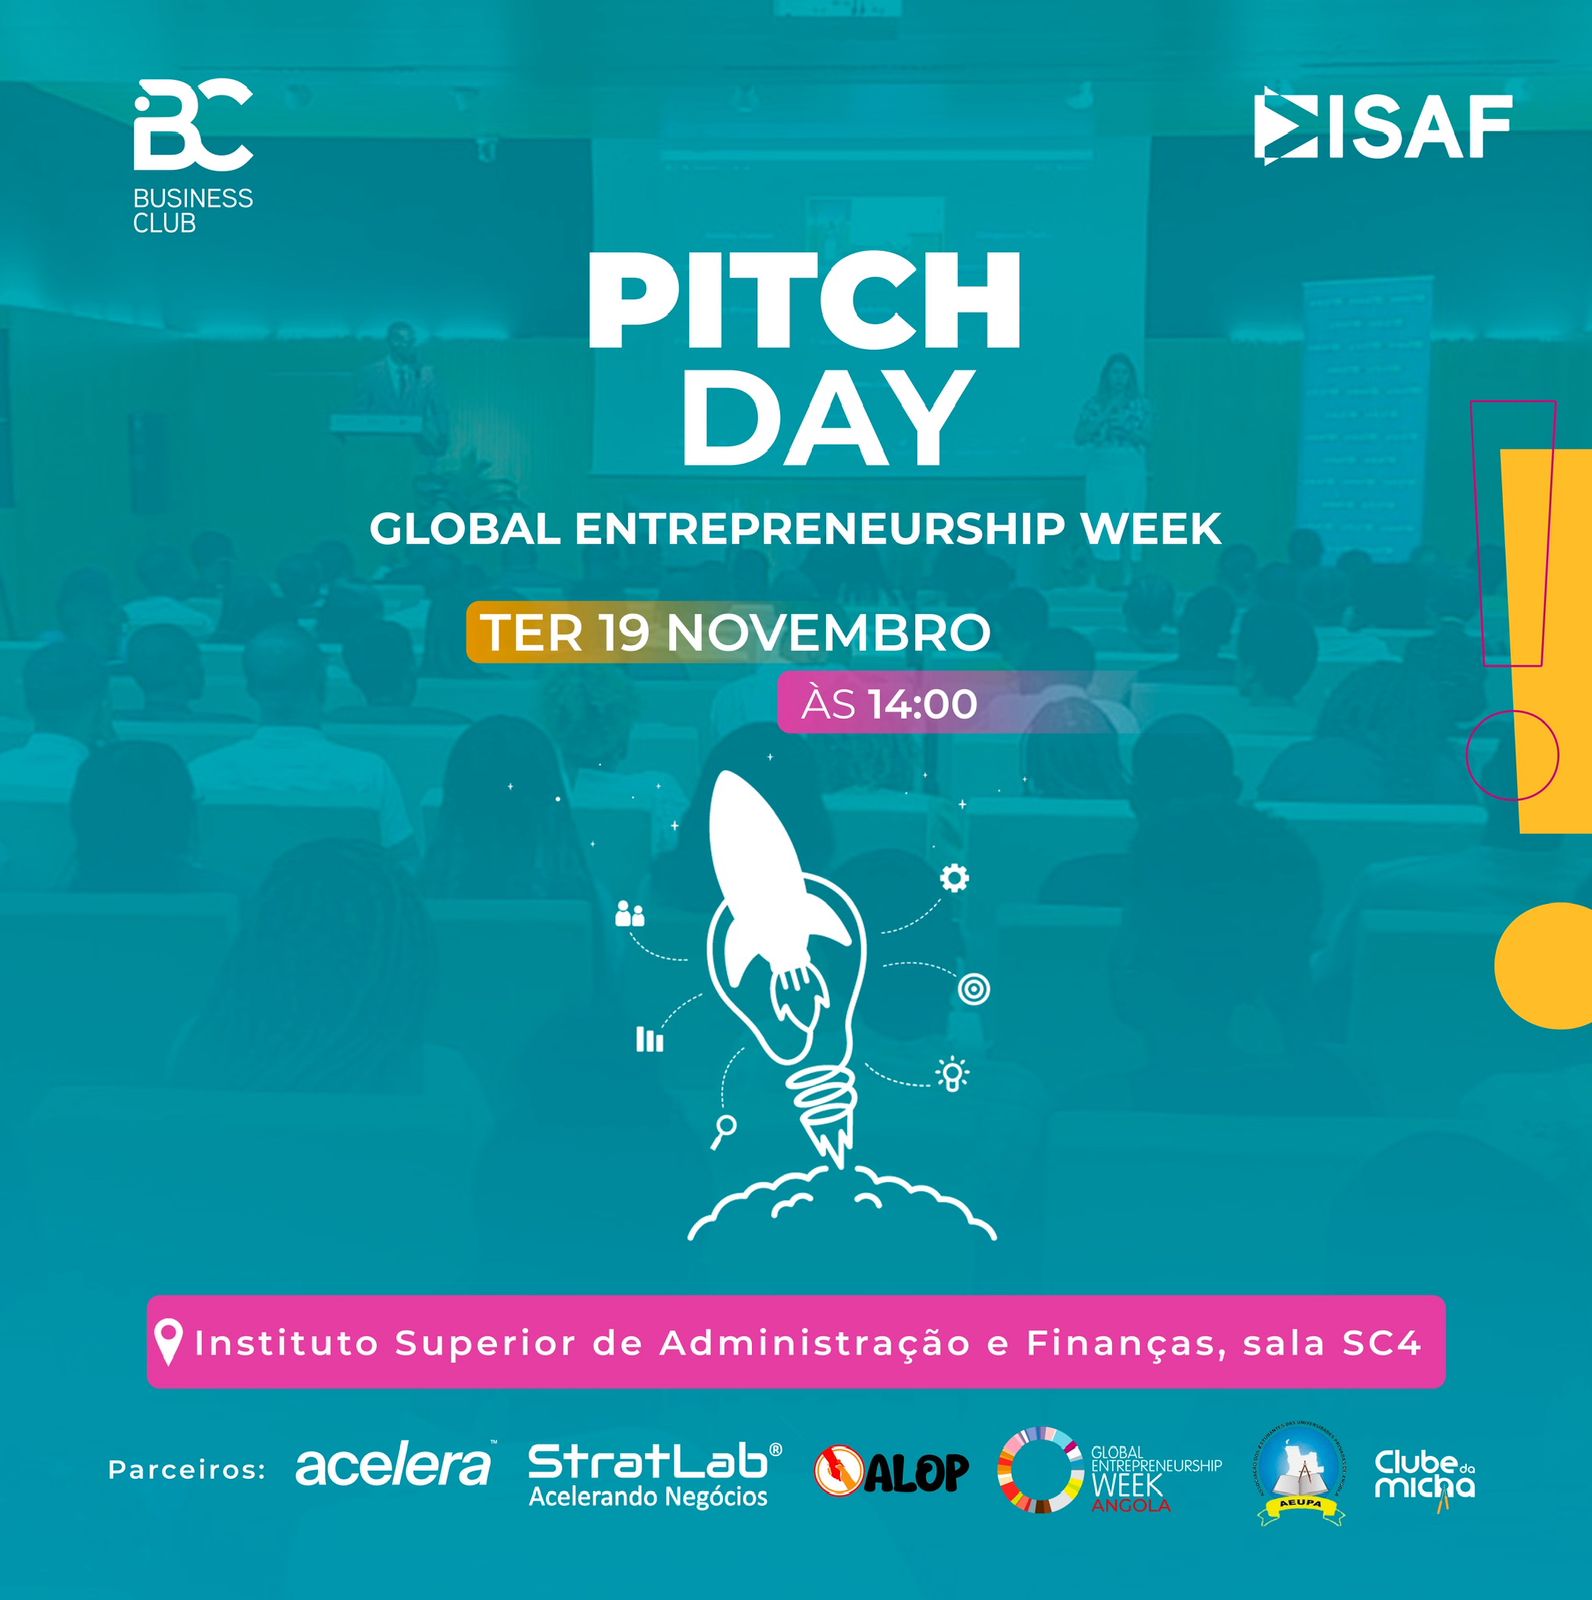 BC
BUSINESS
CLUB
ISAF
PITCH
DAY
GLOBAL ENTREPRENEURSHIP WEEK
TER 19 NOVEMBRO
ÀS 14:00
Instituto Superior de Administração e Finanças, sala SC4
Parceiros:
acelera™
StratLab®
Acelerando Negócios
ALOP
GLOBAL
ENTREPRENEURSHIP
WEEK
ANGOLA
AEUPA
Clube da
micha